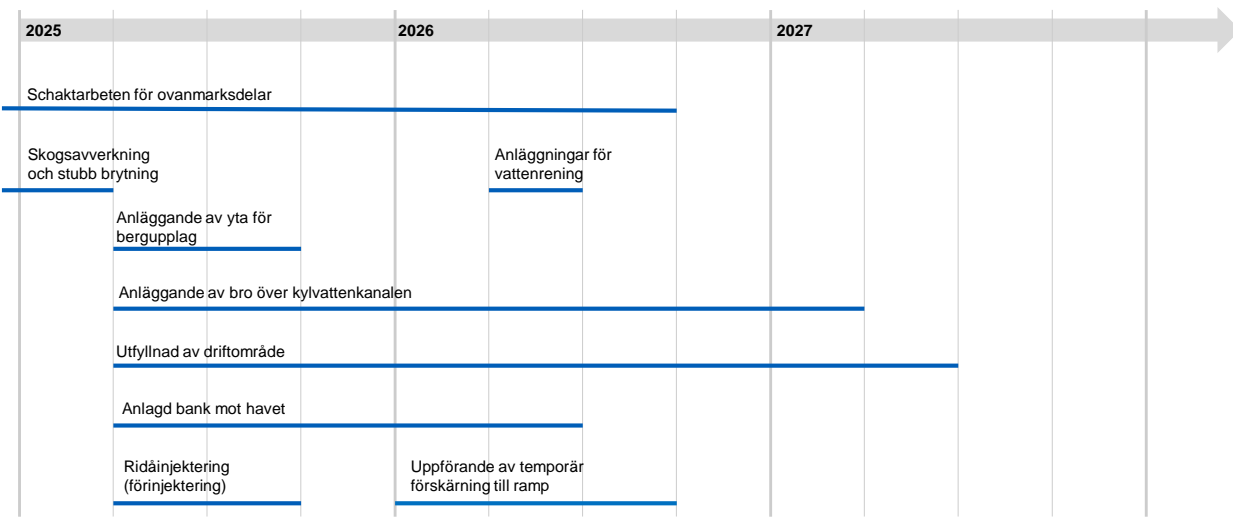 2025
2026
2027
Schaktarbeten för ovanmarksdelar
Skogsavverkning
och stubb brytning
Anläggningar för
vattenrening
Anläggande av yta för
bergupplag
Anläggande av bro över kylvattenkanalen
Utfyllnad av driftområde
Anlagd bank mot havet
Ridåinjektering
(förinjektering)
Uppförande av temporär
förskärning till ramp